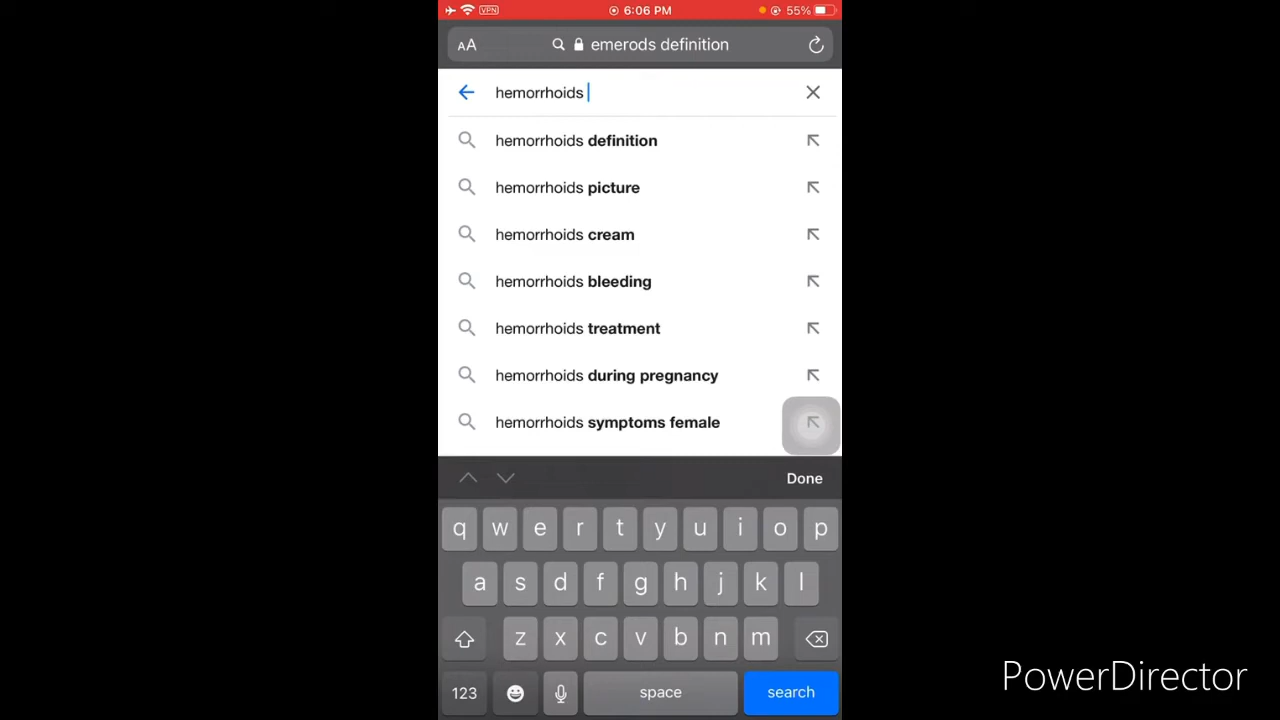 VPN 6:06 PM 55%
AA emerods definition
hemorrhoids
hemorrhoids definition
hemorrhoids picture
hemorrhoids cream
hemorrhoids bleeding
hemorrhoids treatment
hemorrhoids during pregnancy
hemorrhoids symptoms female
Done
q w e r t y u i o p
a s d f g h j k l
z x c v b n m
123 space search
PowerDirector